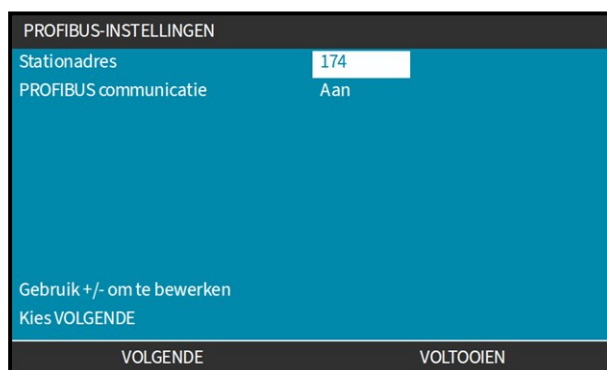 PROFIBUS-INSTELLINGEN
Stationadres 174
PROFIBUS communicatie Aan
Gebruik +/- om te bewerken
Kies VOLGENDE
VOLGENDE VOLTOOIEN